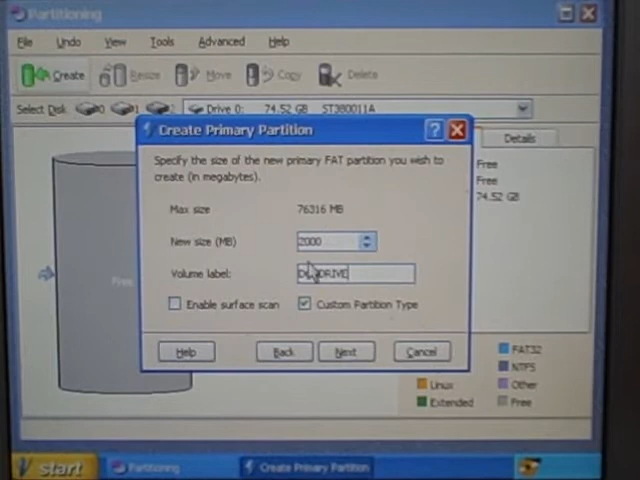 Partitioning
File Undo View Tools Advanced Help
Create Resize Move Copy Delete
Select Disk Drive 0: 74.52 GB ST380011A
Create Primary Partition
Details
Specify the size of the new primary FAT partition you wish to
create (in megabytes).
Free
Free
74.52 GB
Max size 76316 MB
New size (MB) 2000
Volume label:
Free
Enable surface scan Custom Partition Type
Help Back Next Cancel
FAT32
NTFS
Linux Other
Extended Free
start Partitioning Create Primary Partition